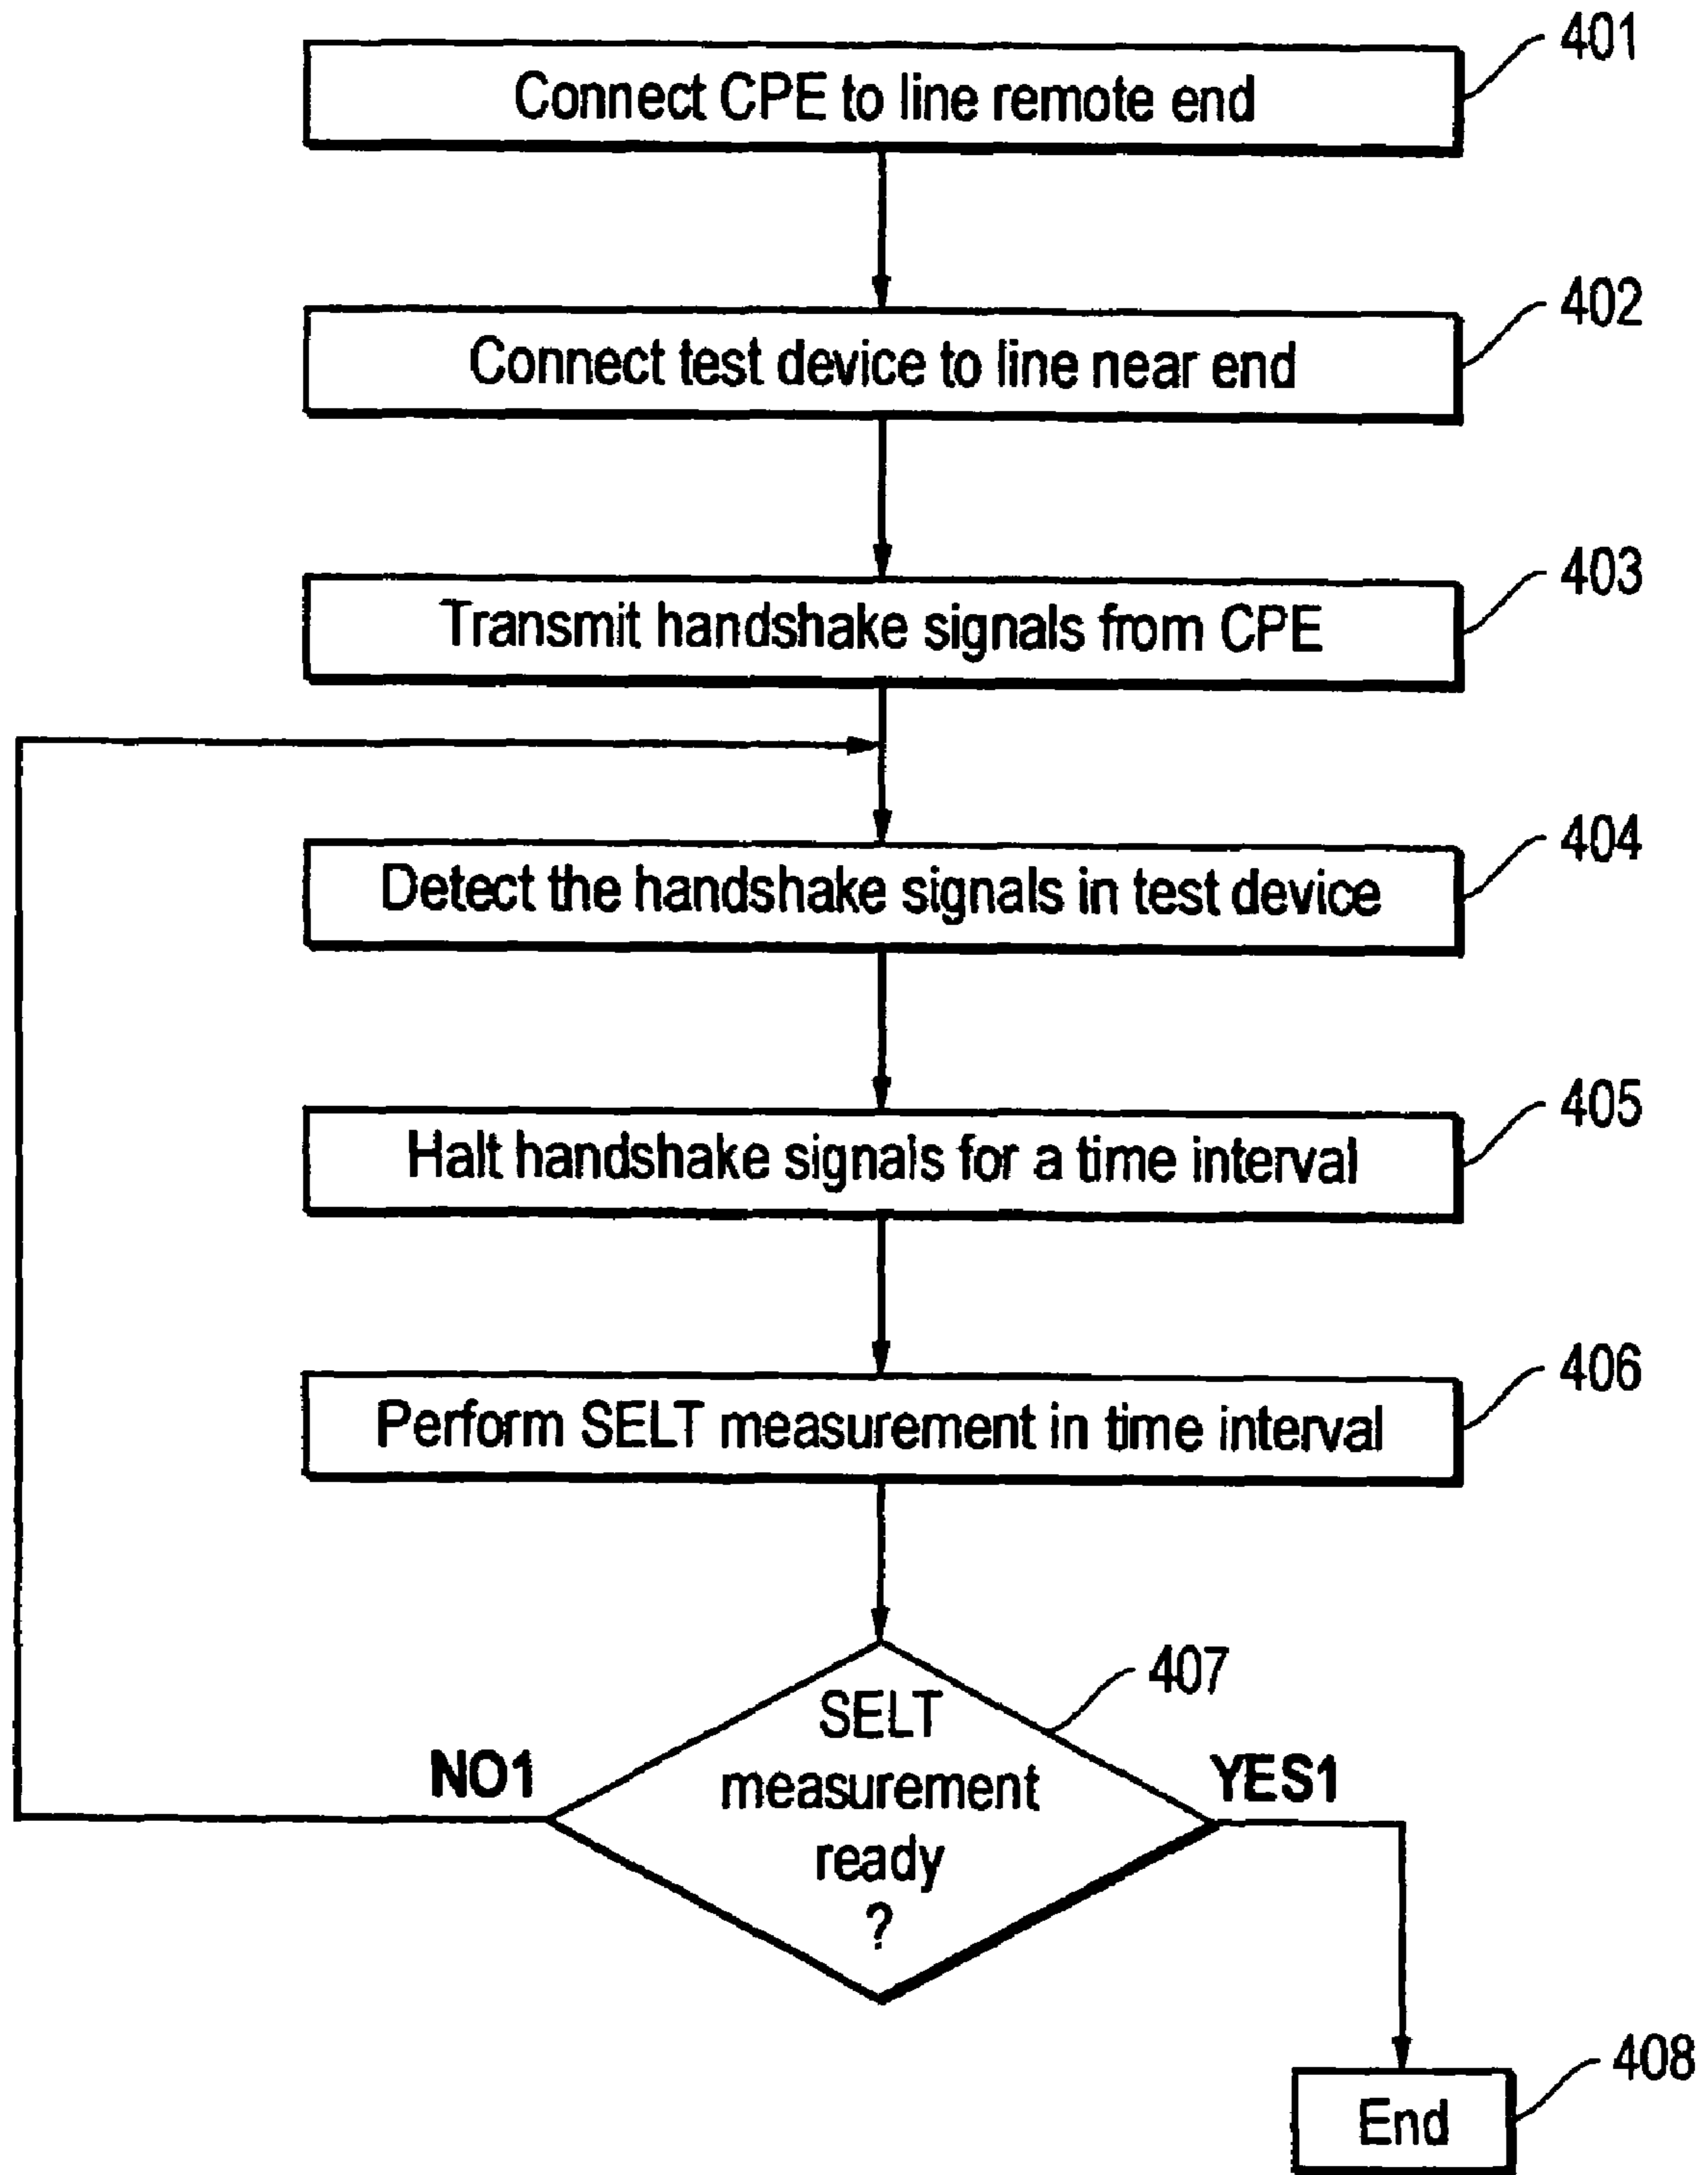 401
Connect CPE to line remote end
402
Connect test device to line near end
403
Transmit handshake signals from CPE
404
Detect the handshake signals in test device
405
Halt handshake signals for a time interval
406
Perform SELT measurement in time interval
407
SELT
measurement
ready
?
NO1
YES1
408
End